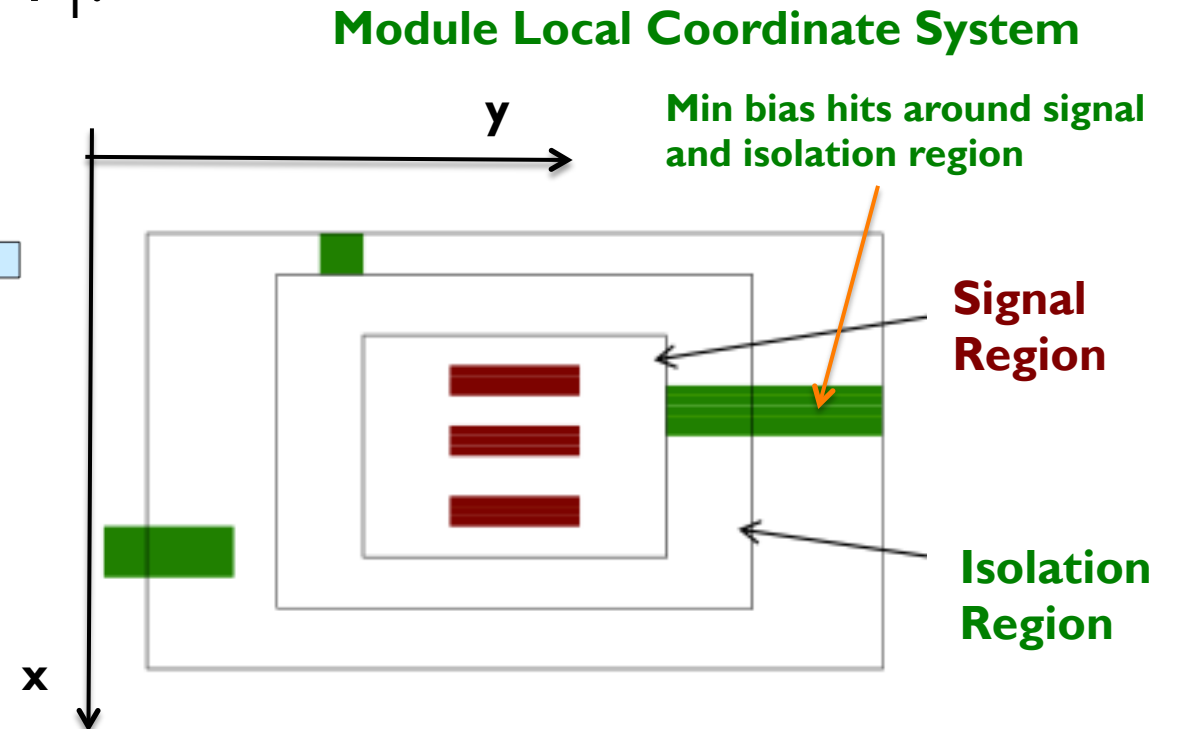 Module Local Coordinate System
y
Min bias hits around signal
and isolation region
Signal
Region
Isolation
Region
x